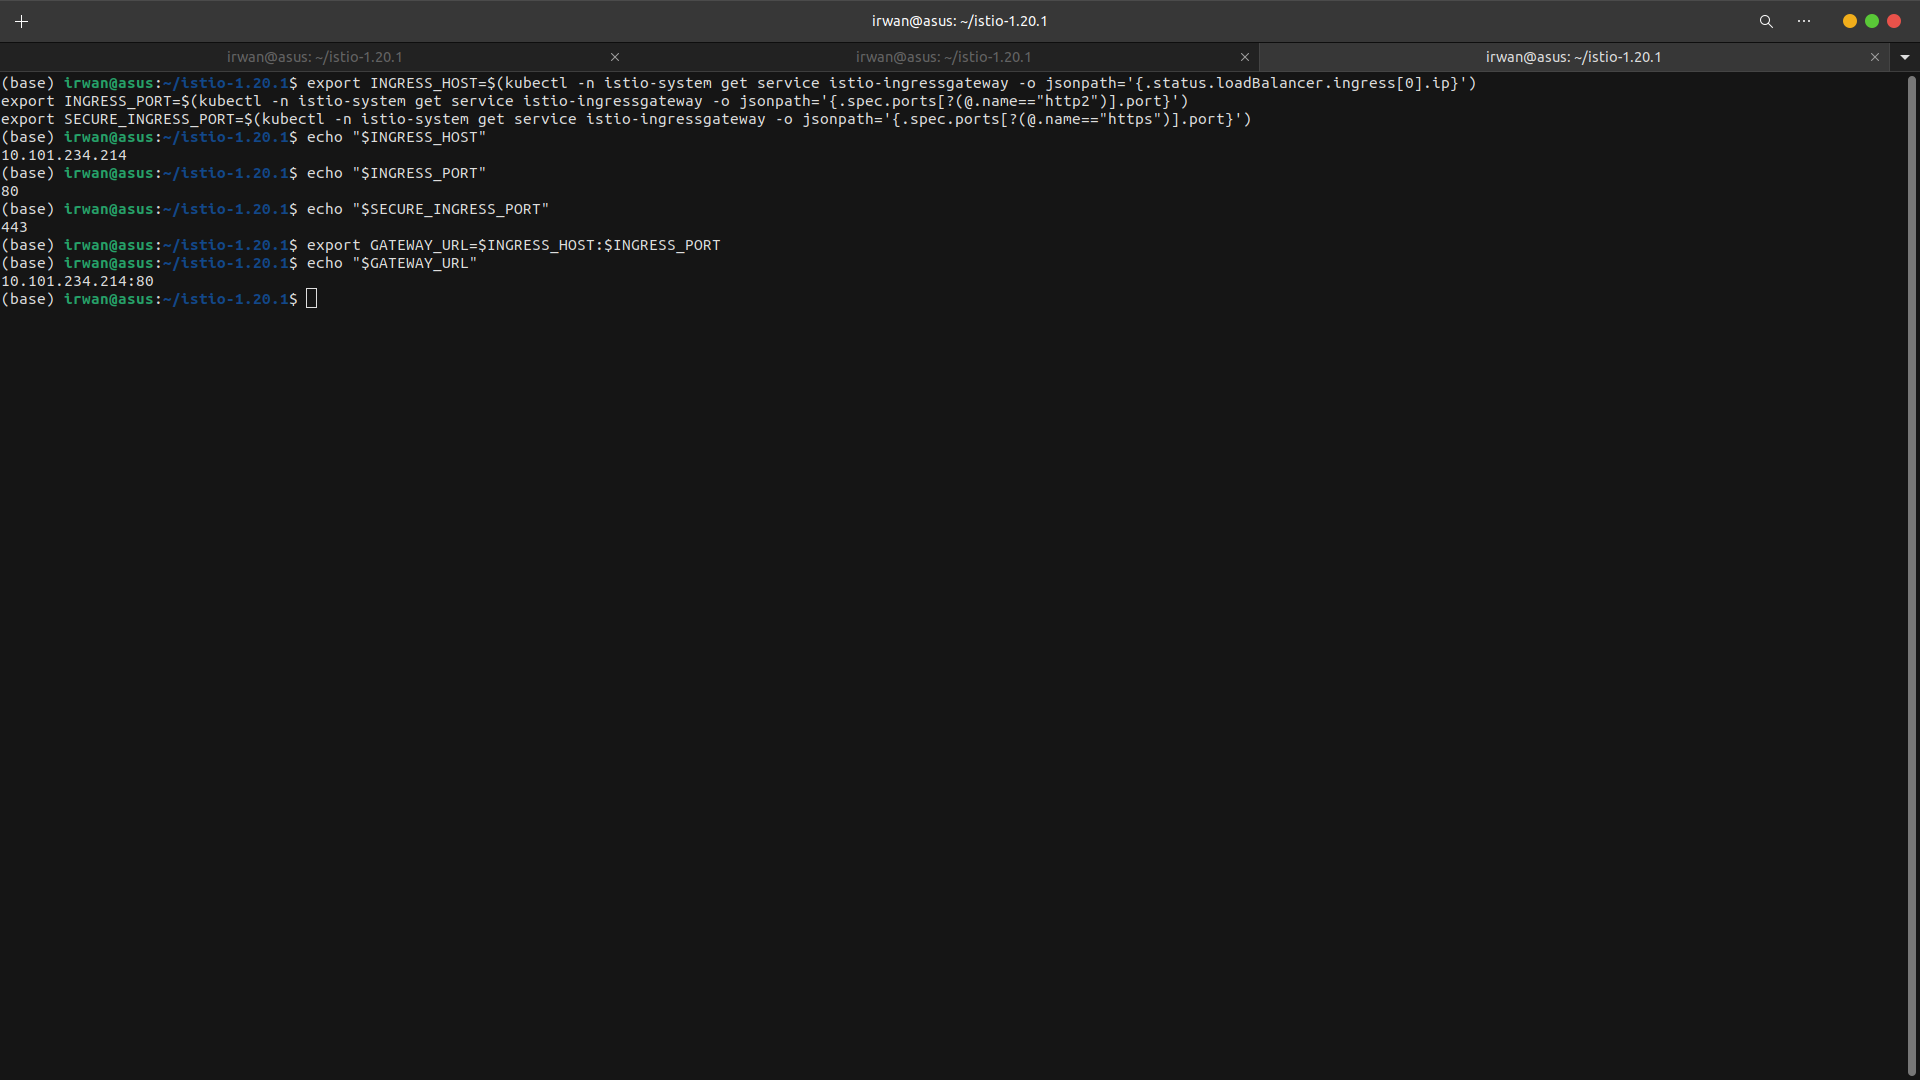 irwan@asus: ~/istio-1.20.1
irwan@asus: ~/istio-1.20.1
irwan@asus: ~/istio-1.20.1
irwan@asus: ~/istio-1.20.1
(base) irwan@asus:~/istio-1.20.1$ export INGRESS_HOST=$(kubectl -n istio-system get service istio-ingressgateway -o jsonpath='{.status.loadBalancer.ingress[0].ip}')
export INGRESS_PORT=$(kubectl -n istio-system get service istio-ingressgateway -o jsonpath='{.spec.ports[?(@.name=="http2")].port}')
export SECURE_INGRESS_PORT=$(kubectl -n istio-system get service istio-ingressgateway -o jsonpath='{.spec.ports[?(@.name=="https")].port}')
(base) irwan@asus:~/istio-1.20.1$ echo "$INGRESS_HOST"
10.101.234.214
(base) irwan@asus:~/istio-1.20.1$ echo "$INGRESS_PORT"
80
(base) irwan@asus:~/istio-1.20.1$ echo "$SECURE_INGRESS_PORT"
443
(base) irwan@asus:~/istio-1.20.1$ export GATEWAY_URL=$INGRESS_HOST:$INGRESS_PORT
(base) irwan@asus:~/istio-1.20.1$ echo "$GATEWAY_URL"
10.101.234.214:80
(base) irwan@asus:~/istio-1.20.1$